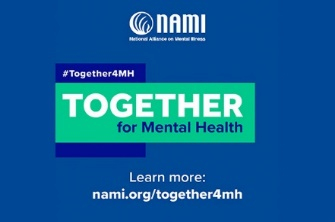 NAMI
National Alliance on Mental Illness
#Together4MH
TOGETHER
for Mental Health
Learn more:
nami.org/together4mh